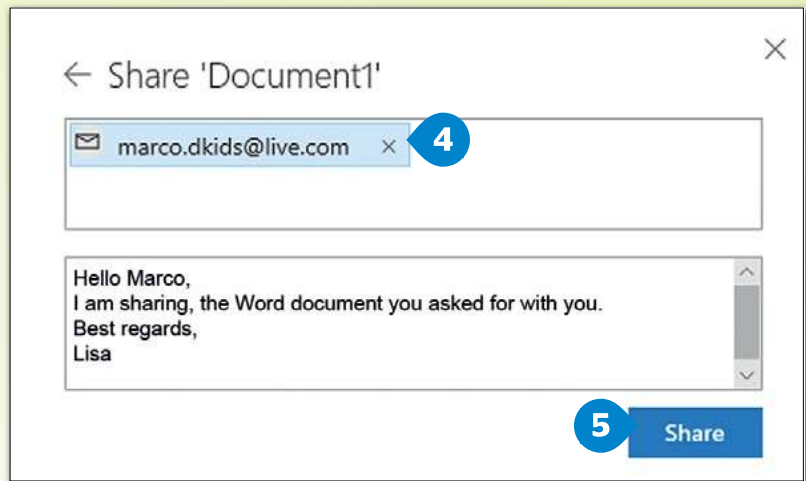 ← Share 'Document1'
marco.dkids@live.com × 4
Hello Marco,
I am sharing, the Word document you asked for with you.
Best regards,
Lisa
5 Share